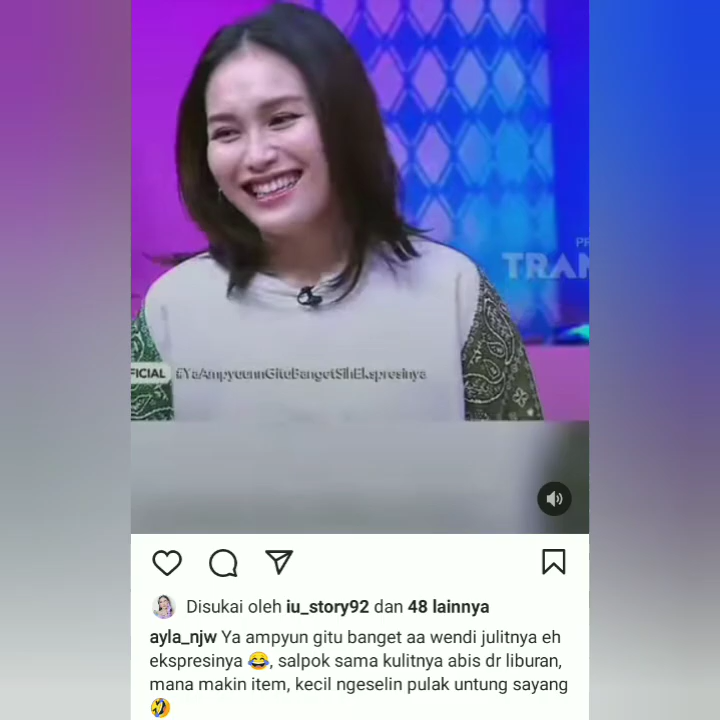 PR
TRAN
FICIAL #YaAmpyuunnGituBangetSihEkspresinya
Disukai oleh iu_story92 dan 48 lainnya
ayla_njw Ya ampyun gitu banget aa wendi julitnya eh
ekspresinya 😂, salpok sama kulitnya abis dr liburan,
mana makin item, kecil ngeselin pulak untung sayang
🤣